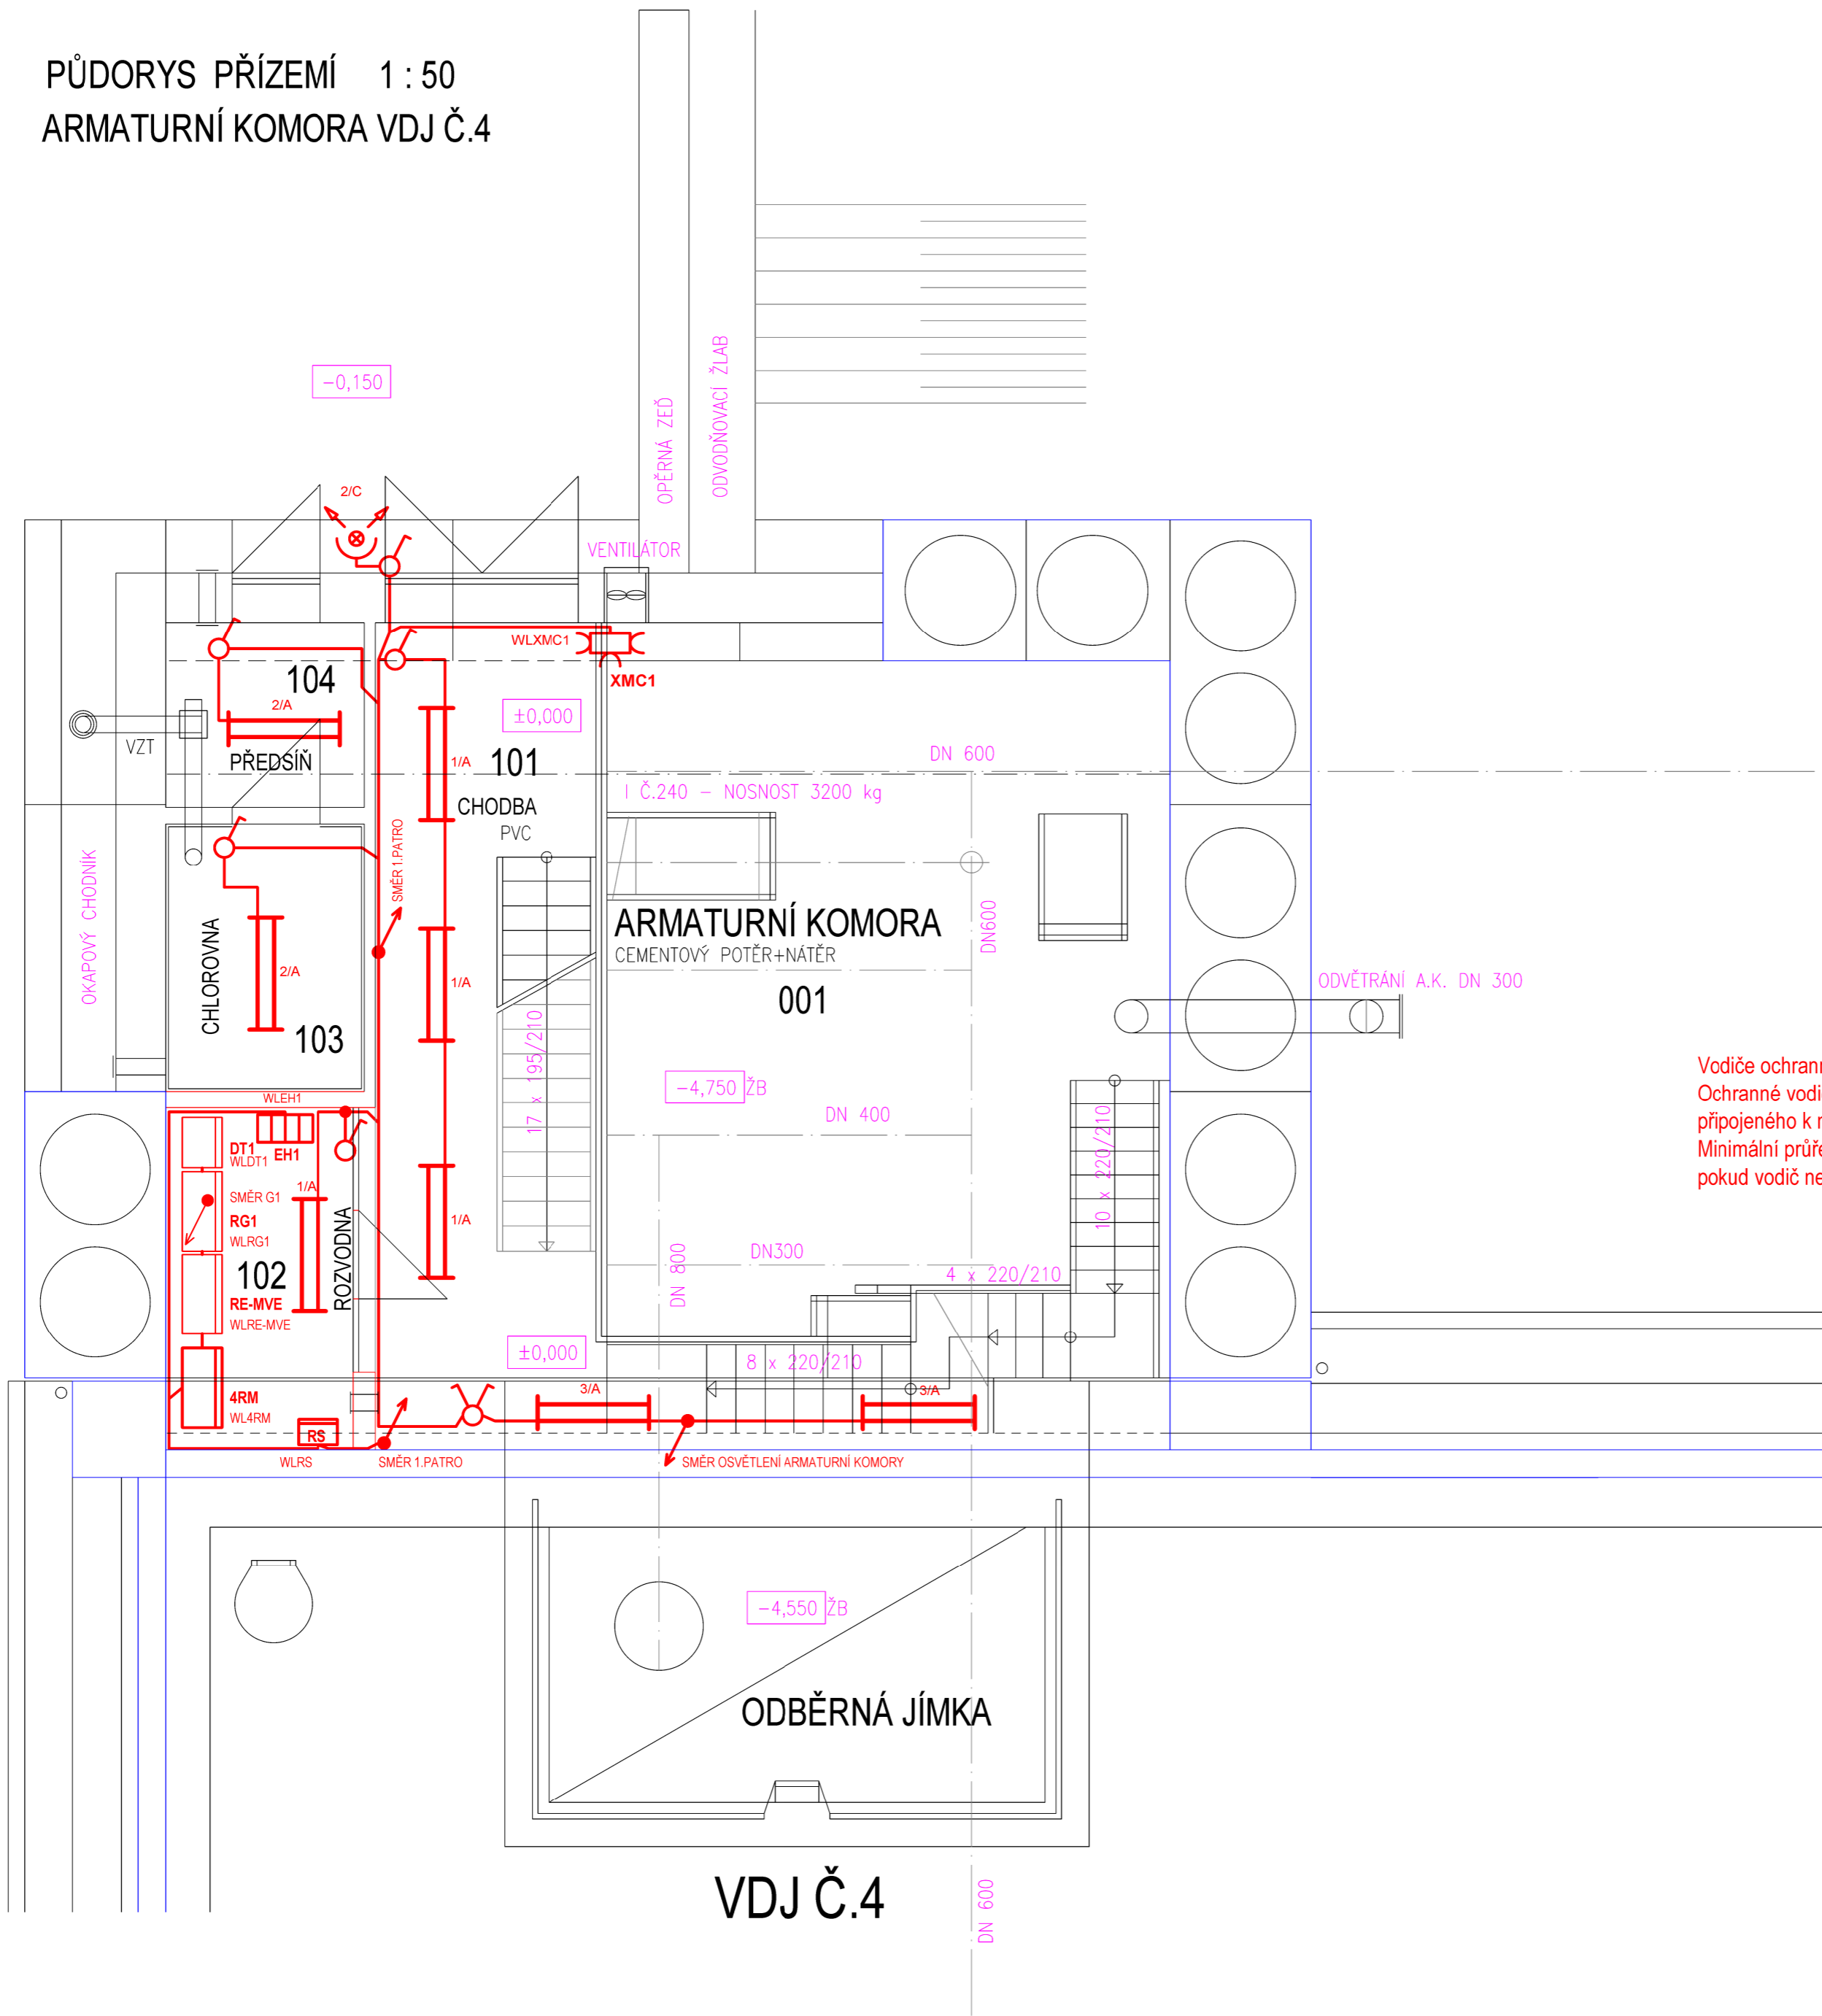 PŮDORYS PŘÍZEMÍ 1 : 50
ARMATURNÍ KOMORA VDJ Č.4
-0,150
OPĚRNÁ ZEĎ
ODVODŇOVACÍ ŽLAB
2/C
VENTILÁTOR
WLXMC1
XMC1
104
2/A
PŘEDSÍŇ
VZT
±0,000
1/A
101
CHODBA
PVC
DN 600
I Č.240 – NOSNOST 3200 kg
SMĚR 1.PATRO
OKAPOVÝ CHODNÍK
CHLOROVNA
2/A
103
1/A
ARMATURNÍ KOMORA
CEMENTOVÝ POTĚR+NÁTĚR
001
DN600
ODVĚTRÁNÍ A.K. DN 300
17 x 195/210
-4,750 ŽB
DN 400
10 x 220/210
Vodiče ochrann
Ochranné vodi
připojeného k r
Minimální průře
pokud vodič ne
WLEH1
DT1
WLDT1
EH1
SMĚR G1
1/A
RG1
WLRG1
102
ROZVODNA
RE-MVE
WLRE-MVE
1/A
DN 800
DN300
4 x 220/210
±0,000
8 x 220/210
4RM
WL4RM
3/A
3/A
RS
WLRS
SMĚR 1.PATRO
SMĚR OSVĚTLENÍ ARMATURNÍ KOMORY
-4,550 ŽB
ODBĚRNÁ JÍMKA
VDJ Č.4
DN 600